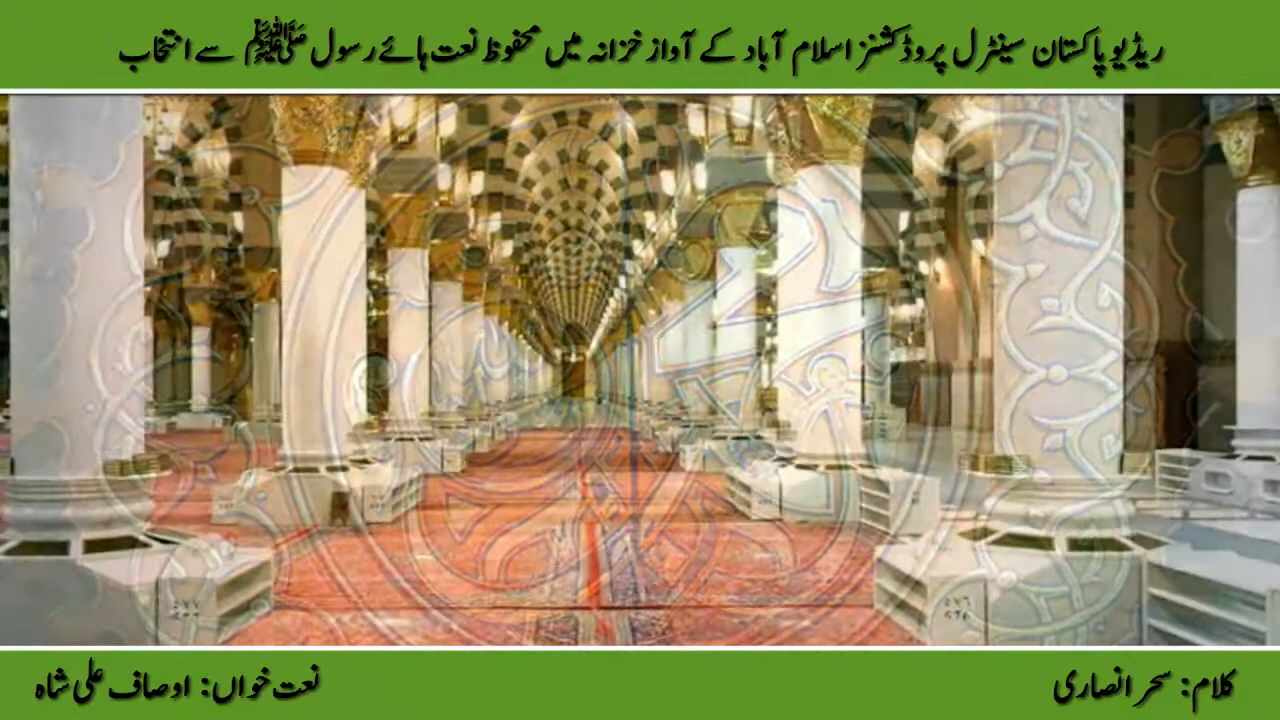 ریڈیو پاکستان سینٹرل پروڈکشنز اسلام آباد کے آواز خزانہ میں محفوظ نعت ہائے رسول ﷺ سے انتخاب
کلام: سحر انصاری
نعت خواں: اوصاف علی شاہ